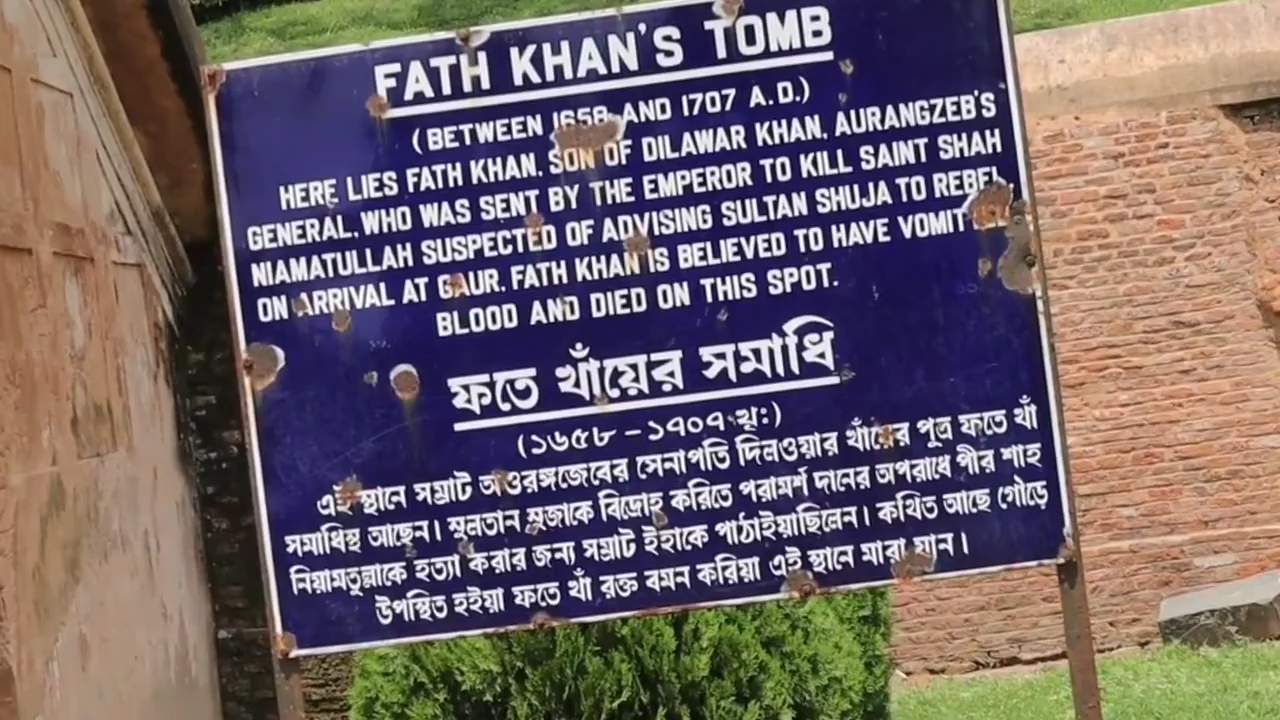 FATH KHAN'S TOMB
(BETWEEN 1658 AND 1707 A.D.)
HERE LIES FATH KHAN, SON OF DILAWAR KHAN, AURANGZEB'S
GENERAL, WHO WAS SENT BY THE EMPEROR TO KILL SAINT SHAH
NIAMATULLAH SUSPECTED OF ADVISING SULTAN SHUJA TO REBEL.
ON ARRIVAL AT GAUR, FATH KHAN IS BELIEVED TO HAVE VOMIT
BLOOD AND DIED ON THIS SPOT.
ফতে খাঁয়ের সমাধি
(১৬৫৮ – ১৭০৭ খৃঃ)
এই স্থানে সম্রাট অওরঙ্গজেবের সেনাপতি দিলওয়ার খাঁয়ের পুত্র ফতে খাঁ
সমাধিস্থ আছেন। সুলতান সুজাকে বিদ্রোহ করিতে পরামর্শ দানের অপরাধে পীর শাহ
নিয়ামতুল্লাকে হত্যা করার জন্য সম্রাট ইহাকে পাঠাইয়াছিলেন। কথিত আছে গৌড়ে
উপস্থিত হইয়া ফতে খাঁ রক্ত বমন করিয়া এই স্থানে মারা যান।